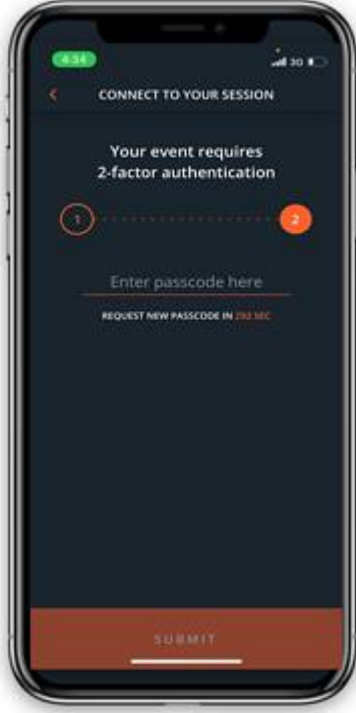 4:34
3G
CONNECT TO YOUR SESSION
Your event requires
2-factor authentication
1 2
Enter passcode here
REQUEST NEW PASSCODE IN 292 SEC
SUBMIT